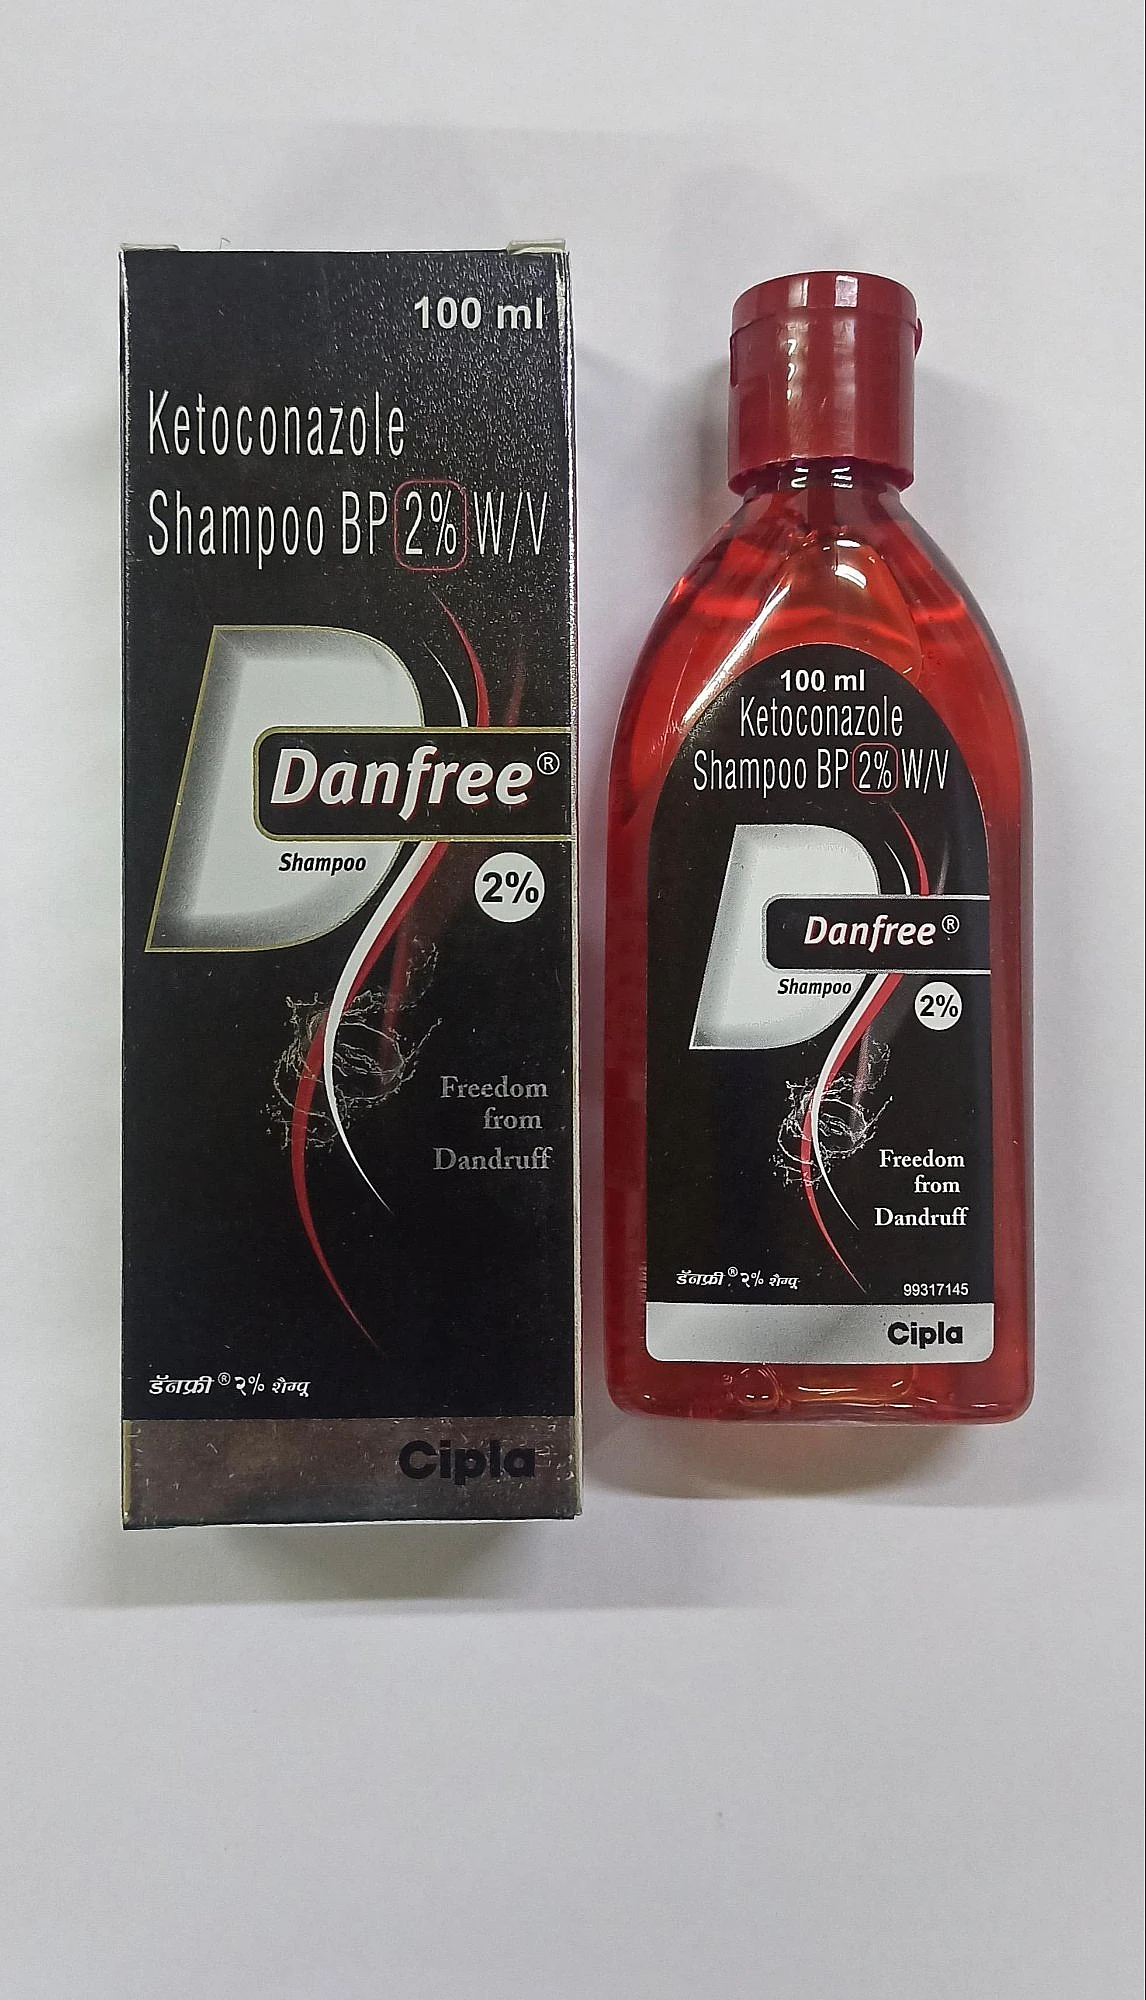 100 ml
Ketoconazole
Shampoo BP 2% W/V
Danfree®
Shampoo
2%
Freedom
from
Dandruff
डॅनफ्री® २% शैम्पू
Cipla
100 ml
Ketoconazole
Shampoo BP 2% W/V
Danfree®
Shampoo
2%
Freedom
from
Dandruff
डॅनफ्री® २% शैम्पू
99317145
Cipla